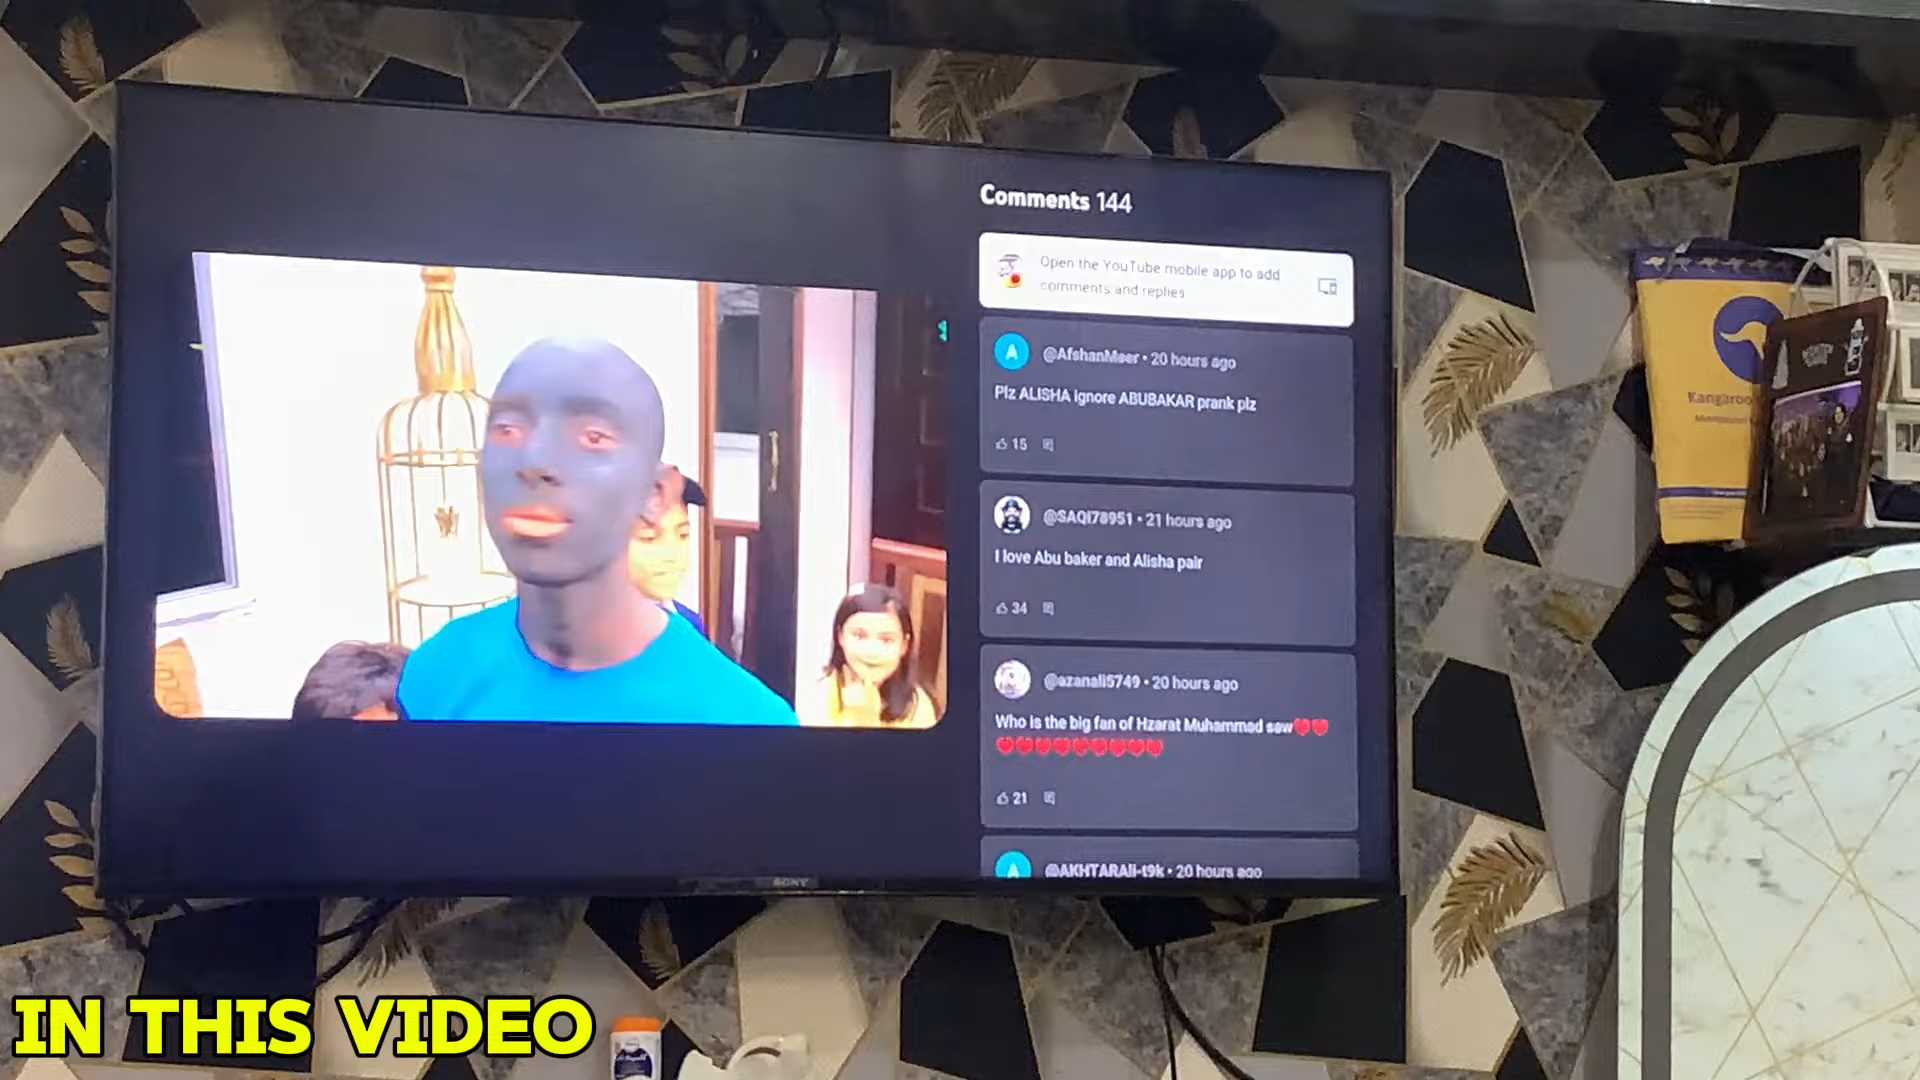 Comments 144
Open the YouTube mobile app to add
comments and replies
A
@AfshanMeer • 20 hours ago
Plz ALISHA ignore ABUBAKAR prank plz
15
@SAQI78951 • 21 hours ago
I love Abu baker and Alisha pair
34
@azanali5749 • 20 hours ago
Who is the big fan of Hzarat Muhammad saw❤️❤️
❤️❤️❤️❤️❤️❤️❤️❤️❤️
21
A
@AKHTARAli-t9k • 20 hours ago
SONY
Kangaroo
IN THIS VIDEO